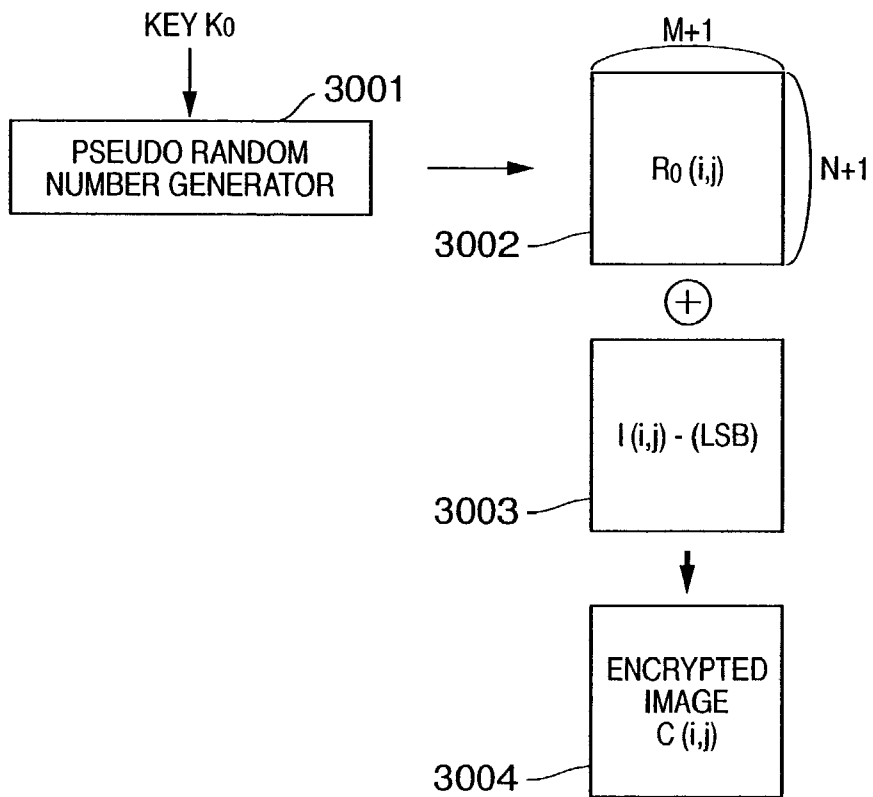 KEY K0
3001
PSEUDO RANDOM
NUMBER GENERATOR
M+1
R0 (i,j)
N+1
3002
+
I (i,j) - (LSB)
3003
ENCRYPTED
IMAGE
C (i,j)
3004